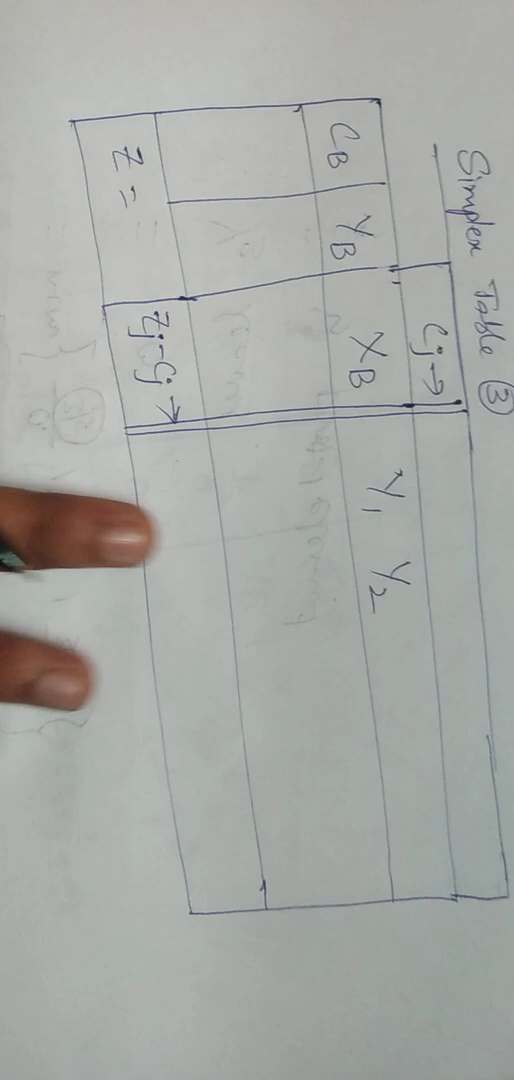 Simplex Table ③
Cj →
CB YB XB Y1 Y2
Z = Zj-Cj →